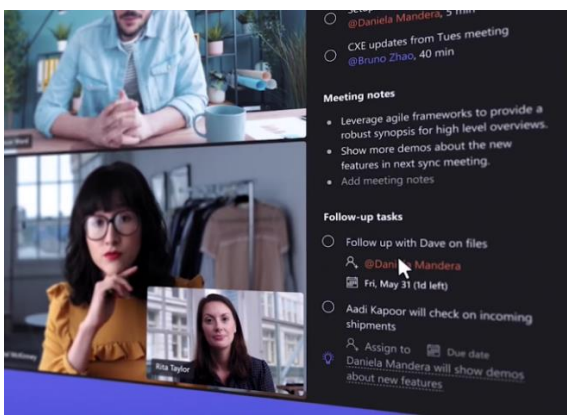 @Daniela Mandera, 5 min
CXE updates from Tues meeting
@Bruno Zhao, 40 min
Meeting notes
Leverage agile frameworks to provide a
robust synopsis for high level overviews.
Show more demos about the new
features in next sync meeting.
Add meeting notes
Follow-up tasks
Follow up with Dave on files
Mandera
Fri, May 31 (1d left)
Aadi Kapoor will check on incoming
shipments
Assign to Due date
Daniela Mandera will show demos
about new features
McKinney
Rita Taylor